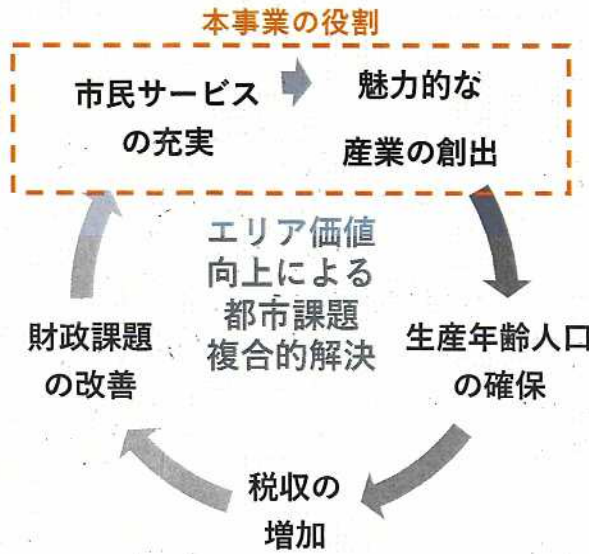 本事業の役割
市民サービス
の充実
魅力的な
産業の創出
エリア価値
向上による
都市課題
複合的解決
生産年齢人口
の確保
税収の
増加
財政課題
の改善